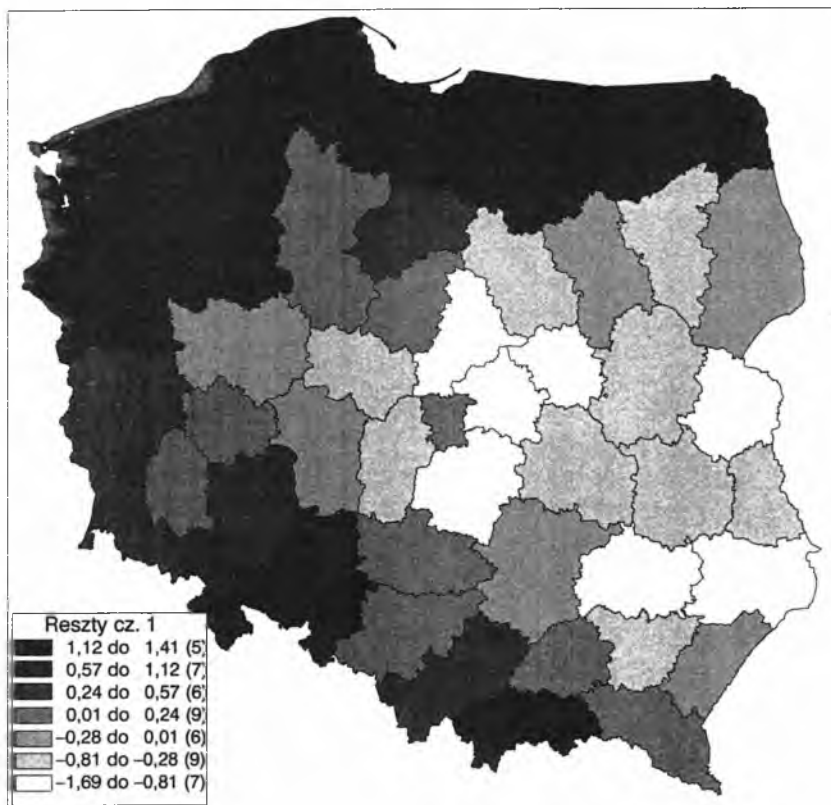 Reszty cz. 1
1,12 do 1,41 (5)
0,57 do 1,12 (7)
0,24 do 0,57 (6)
0,01 do 0,24 (9)
−0,28 do 0,01 (6)
−0,81 do −0,28 (9)
−1,69 do −0,81 (7)